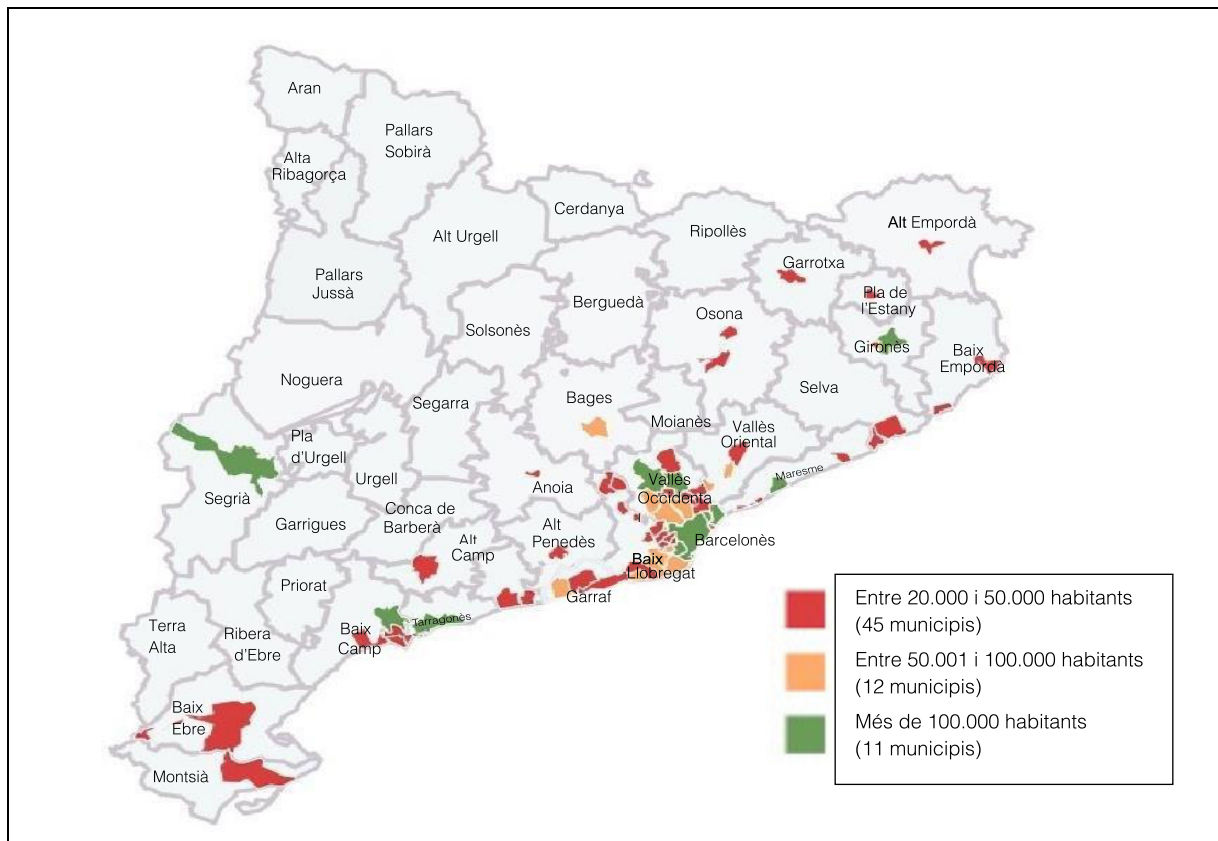 Aran
Pallars
Sobirà
Alta
Ribagorça
Cerdanya
Ripollès
Alt Empordà
Alt Urgell
Garrotxa
Pallars
Jussà
Berguedà
Pla de
l'Estany
Solsonès
Osona
Gironès
Baix
Empordà
Noguera
Selva
Segarra
Bages
Moianès
Vallès
Oriental
Pla
d'Urgell
Urgell
Anoia
Vallès
Occidenta
l
Maresme
Segrià
Garrigues
Conca de
Barberà
Alt
Camp
Alt
Penedès
Barcelonès
Baix
Llobregat
Priorat
Garraf
Terra
Alta
Ribera
d'Ebre
Baix
Camp
Tarragonès
Baix
Ebre
Montsià
Entre 20.000 i 50.000 habitants
(45 municipis)
Entre 50.001 i 100.000 habitants
(12 municipis)
Més de 100.000 habitants
(11 municipis)